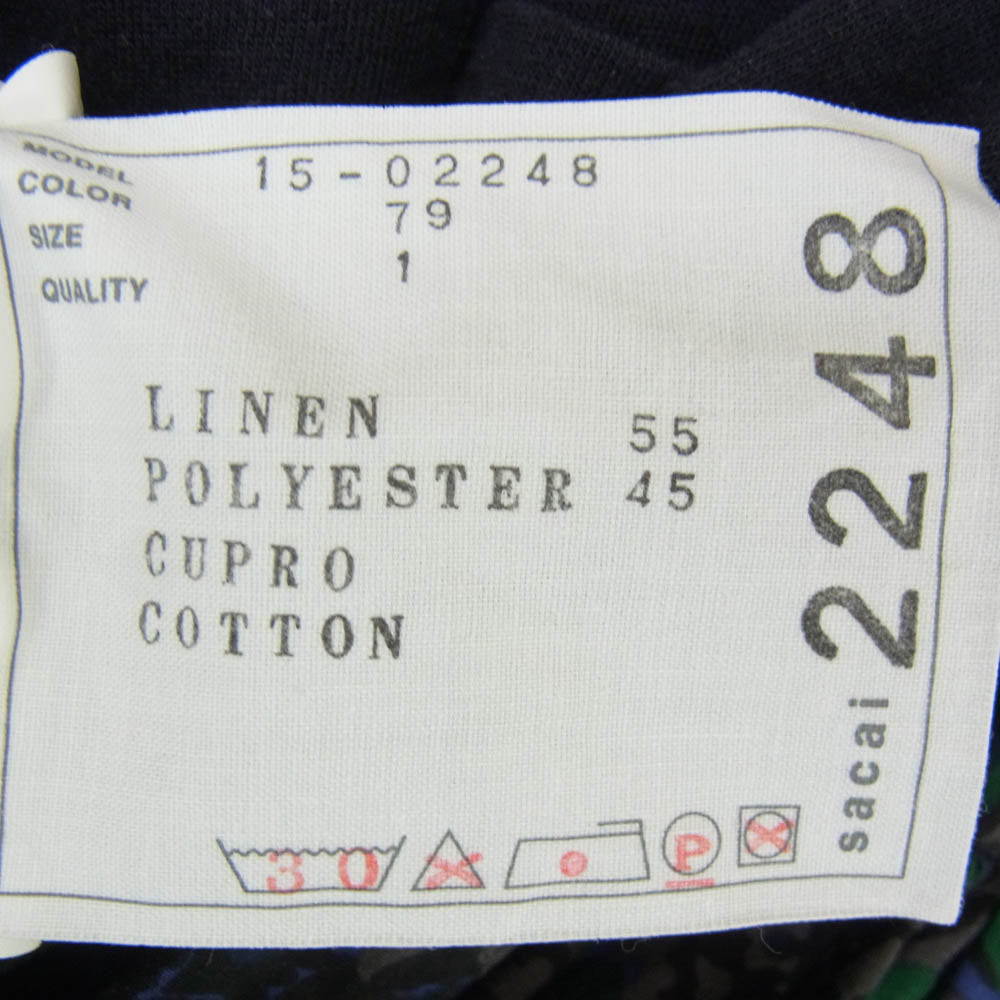 MODEL 15-02248
COLOR 79
SIZE 1
QUALITY
LINEN 55
POLYESTER 45
CUPRO
COTTON
30
P
sacai 2248